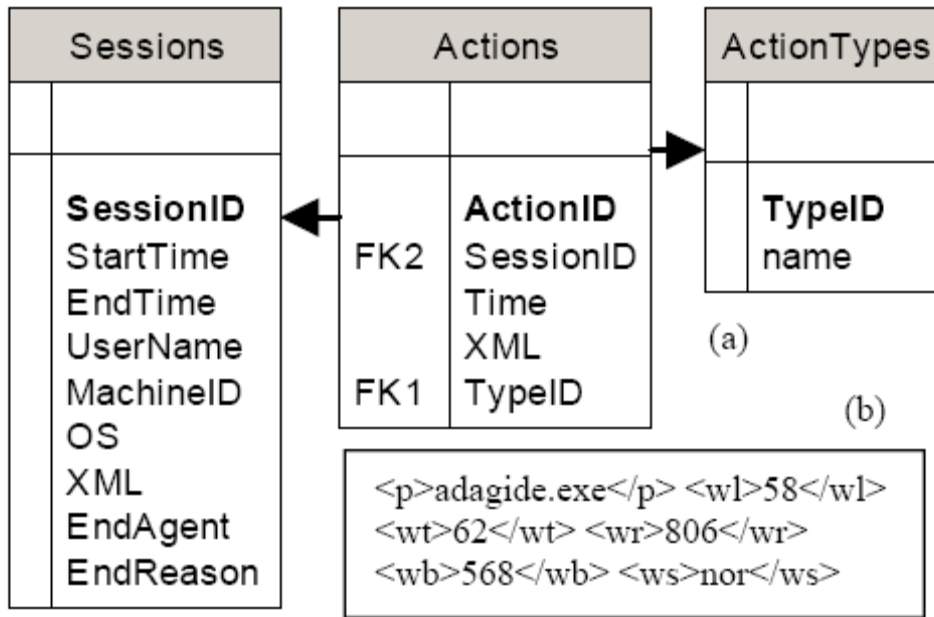 Sessions
SessionID
StartTime
EndTime
UserName
MachineID
OS
XML
EndAgent
EndReason
Actions
ActionID
FK2 SessionID
Time
XML
FK1 TypeID
ActionTypes
TypeID
name
(a)
(b)
<p>adagide.exe</p> <wl>58</wl>
<wt>62</wt> <wr>806</wr>
<wb>568</wb> <ws>nor</ws>